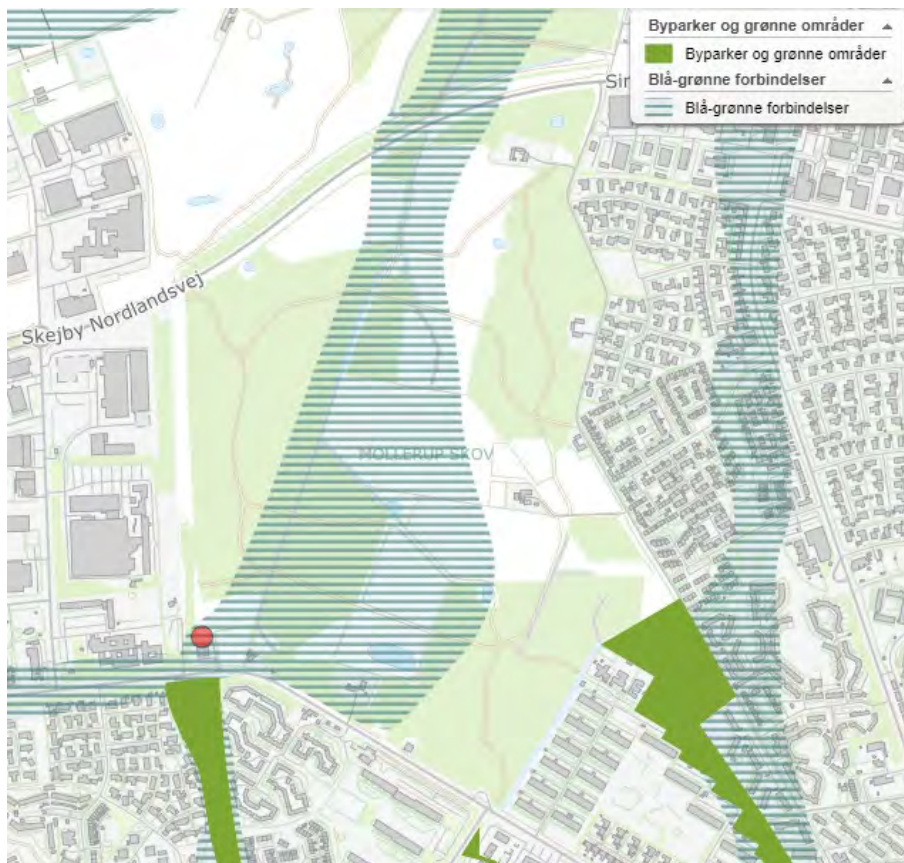 Byparker og grønne områder
Byparker og grønne områder
Blå-grønne forbindelser
Blå-grønne forbindelser
Skejby Nordlandsvej
MOLLERUP SKOV